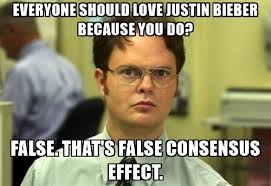 EVERYONE SHOULD LOVE JUSTIN BIEBER
BECAUSE YOU DO?
FALSE. THAT'S FALSE CONSENSUS
EFFECT.